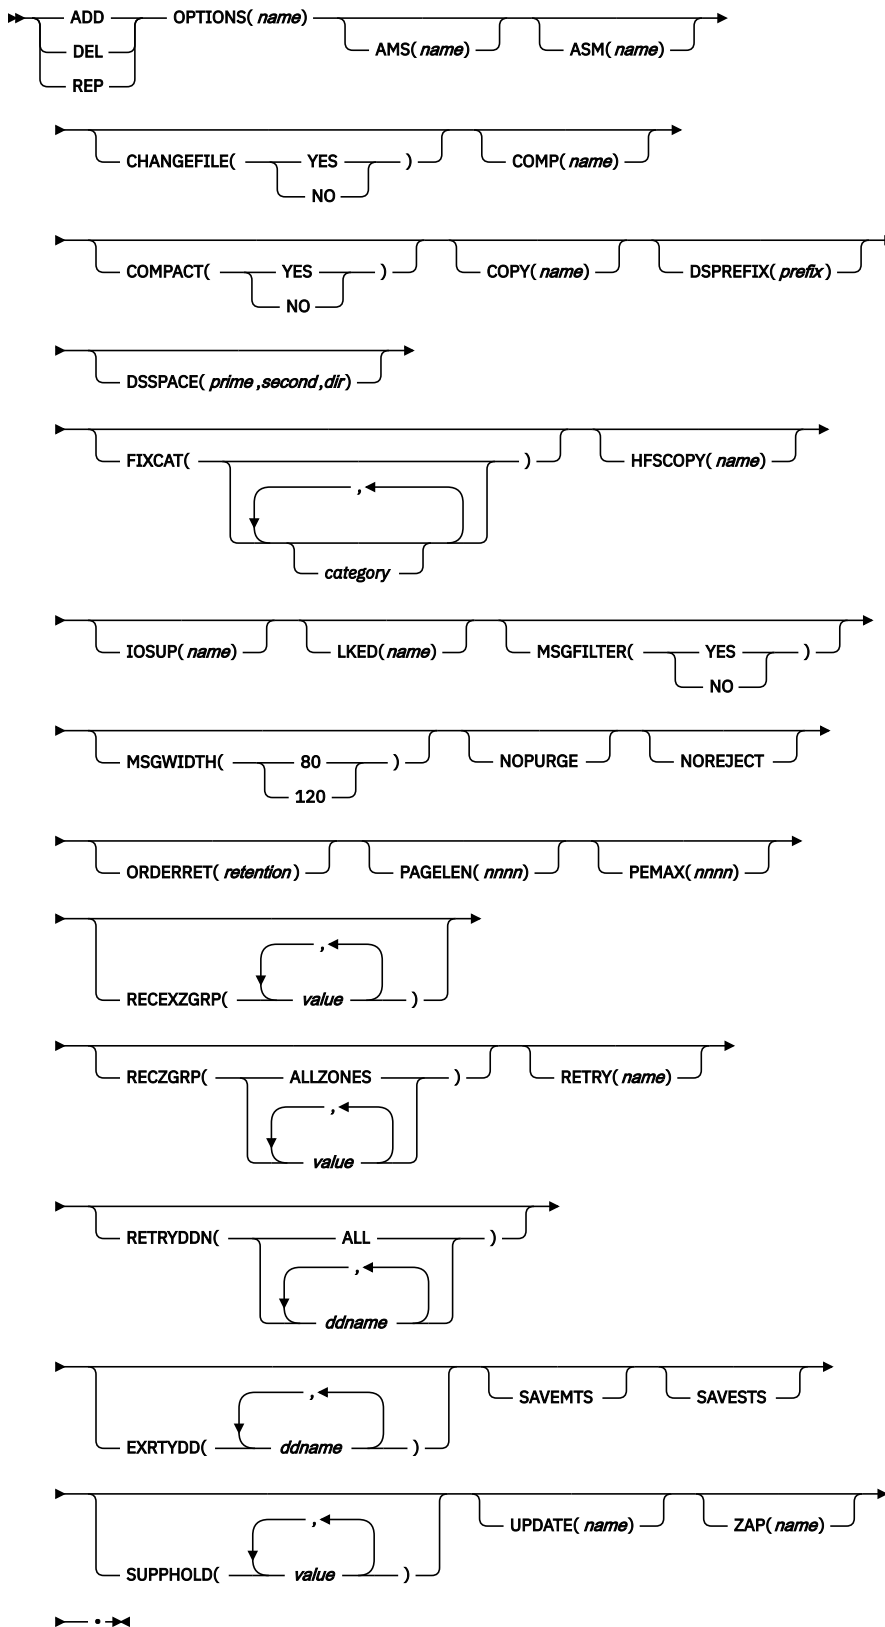 ADD OPTIONS( name)
DEL AMS( name) ASM( name)
REP
CHANGEFILE( YES ) COMP( name)
NO
COMPACT( YES ) COPY( name) DSPREFIX( prefix )
NO
DSSPACE( prime ,second,dir)
FIXCAT( ) HFSCOPY( name)
,
category
IOSUP( name) LKED( name) MSGFILTER( YES )
NO
MSGWIDTH( 80 ) NOPURGE NOREJECT
120
ORDERRET( retention) PAGELEN( nnnn) PEMAX( nnnn)
,
RECEXZGRP( value )
RECZGRP( ALLZONES ) RETRY( name)
,
value
RETRYDDN( ALL )
,
ddname
, SAVEMTS SAVESTS
EXRTYDD( ddname )
, UPDATE( name) ZAP( name)
SUPPHOLD( value )
.